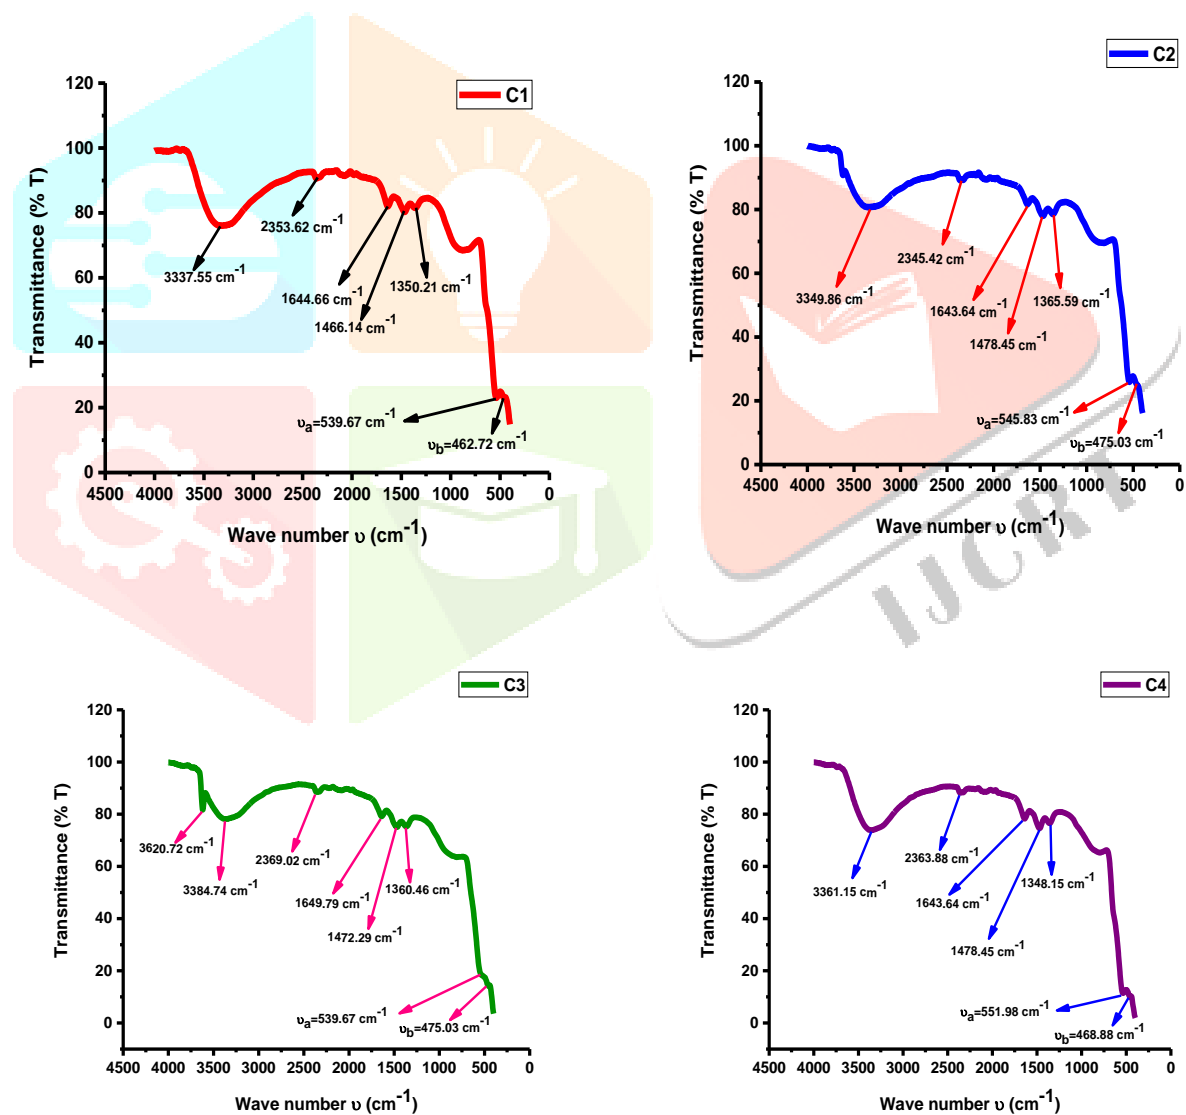 C1
120
100
80
60
40
20
0
Transmittance (% T)
2353.62 cm-1
3337.55 cm-1
1350.21 cm-1
1644.66 cm-1
1466.14 cm-1
υa=539.67 cm-1
υb=462.72 cm-1
4500 4000 3500 3000 2500 2000 1500 1000 500 0
Wave number υ (cm-1)
C2
120
100
80
60
40
20
0
Transmittance (% T)
2345.42 cm-1
3349.86 cm-1
1365.59 cm-1
1643.64 cm-1
1478.45 cm-1
υa=545.83 cm-1
υb=475.03 cm-1
4500 4000 3500 3000 2500 2000 1500 1000 500 0
Wave number υ (cm-1)
IJCRT
C3
120
100
80
60
40
20
0
Transmittance (% T)
3620.72 cm-1
2369.02 cm-1
3384.74 cm-1
1360.46 cm-1
1649.79 cm-1
1472.29 cm-1
υa=539.67 cm-1
υb=475.03 cm-1
4500 4000 3500 3000 2500 2000 1500 1000 500 0
Wave number υ (cm-1)
C4
120
100
80
60
40
20
0
Transmittance (% T)
2363.88 cm-1
3361.15 cm-1
1348.15 cm-1
1643.64 cm-1
1478.45 cm-1
υa=551.98 cm-1
υb=468.88 cm-1
4500 4000 3500 3000 2500 2000 1500 1000 500 0
Wave number υ (cm-1)